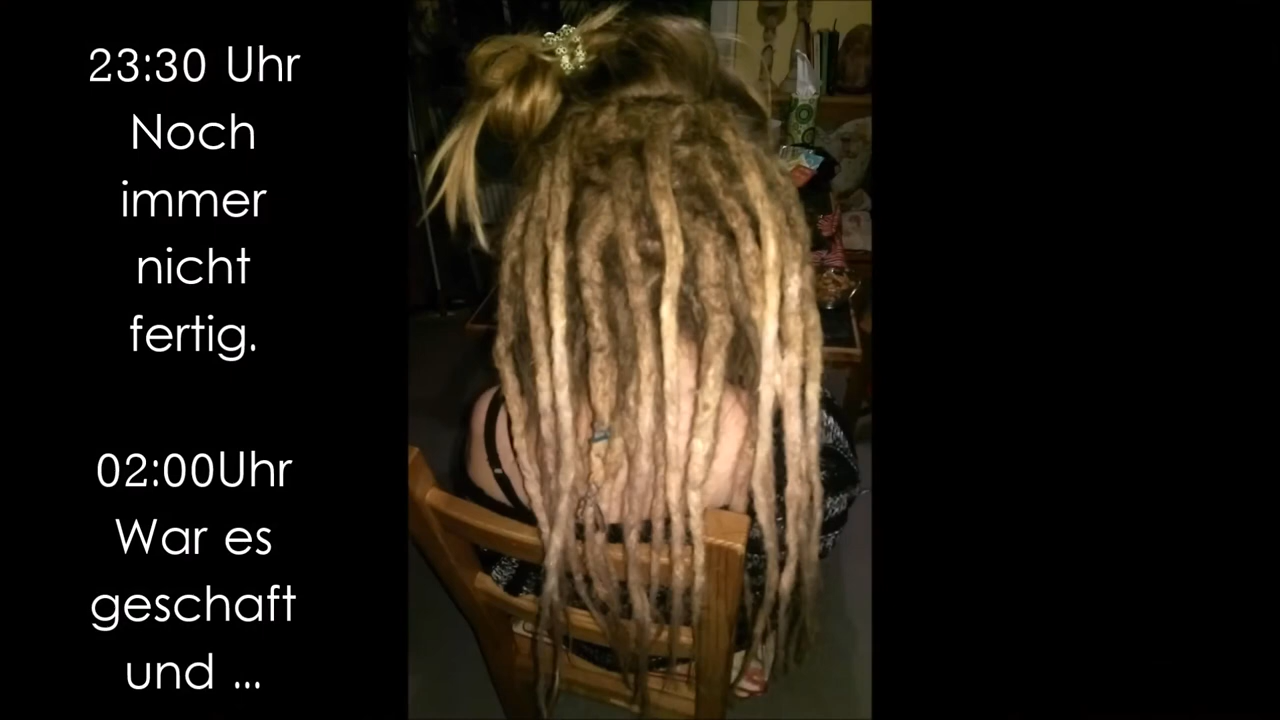 23:30 Uhr
Noch
immer
nicht
fertig.
02:00Uhr
War es
geschaft
und ...